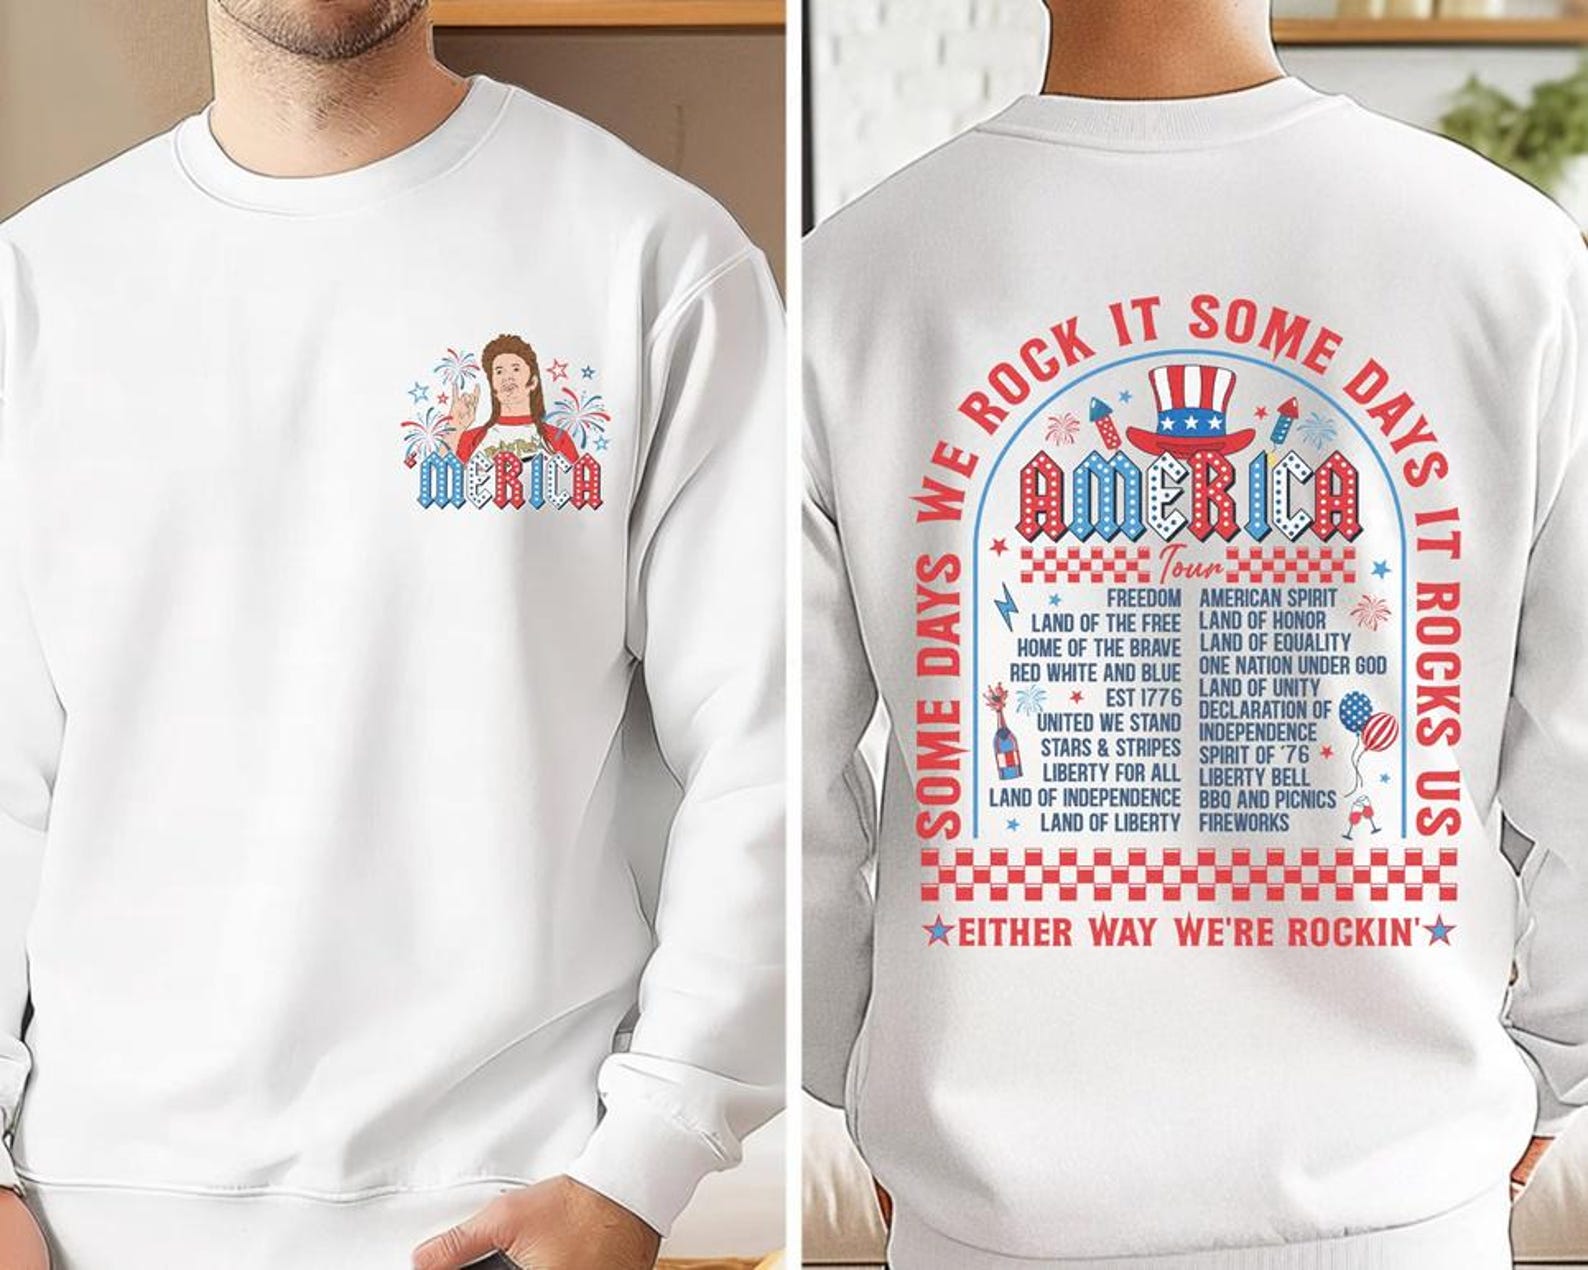 MERICA
SOME DAYS WE ROCK IT SOME DAYS IT ROCKS US
AMERICA
Tour
FREEDOM
LAND OF THE FREE
HOME OF THE BRAVE
RED WHITE AND BLUE
EST 1776
UNITED WE STAND
STARS & STRIPES
LIBERTY FOR ALL
LAND OF INDEPENDENCE
LAND OF LIBERTY
AMERICAN SPIRIT
LAND OF HONOR
LAND OF EQUALITY
ONE NATION UNDER GOD
LAND OF UNITY
DECLARATION OF
INDEPENDENCE
SPIRIT OF '76
LIBERTY BELL
BBQ AND PICNICS
FIREWORKS
EITHER WAY WE'RE ROCKIN'